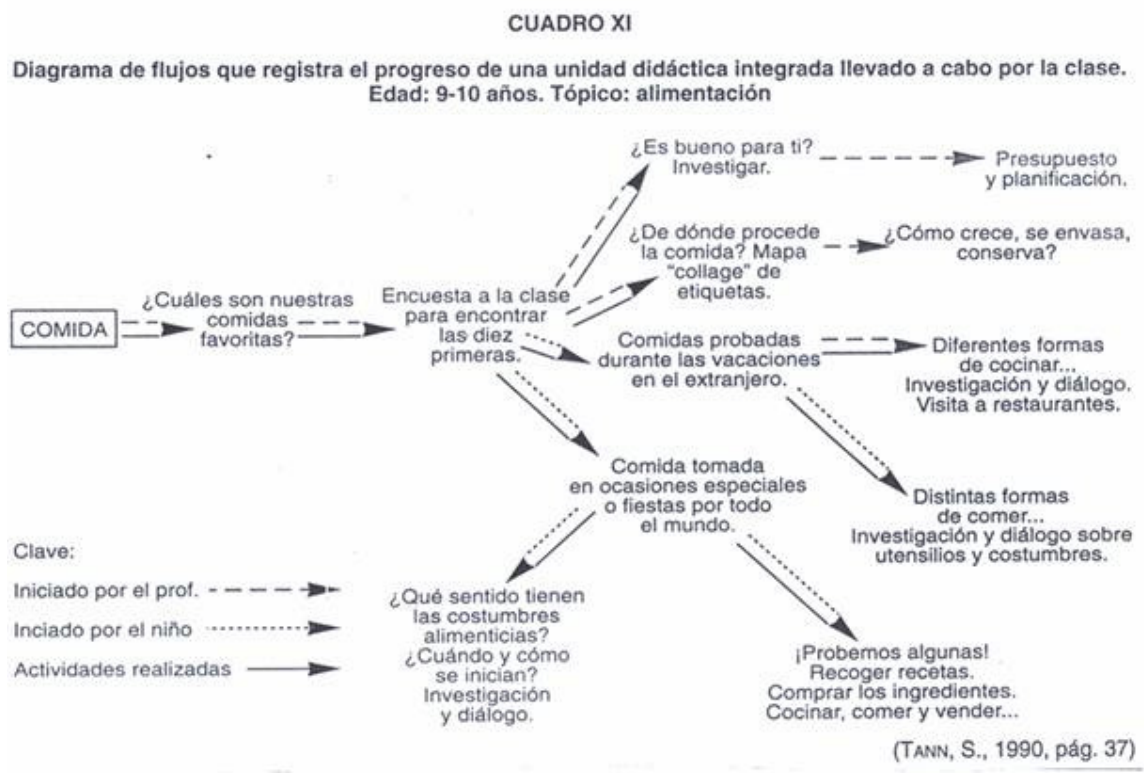 CUADRO XI
Diagrama de flujos que registra el progreso de una unidad didáctica integrada llevado a cabo por la clase.
Edad: 9-10 años. Tópico: alimentación
COMIDA
¿Cuáles son nuestras
comidas
favoritas?
Encuesta a la clase
para encontrar
las diez
primeras.
¿Es bueno para ti?
Investigar.
Presupuesto
y planificación.
¿De dónde procede
la comida? Mapa
"collage" de
etiquetas.
¿Cómo crece, se envasa,
conserva?
Comidas probadas
durante las vacaciones
en el extranjero.
Diferentes formas
de cocinar...
Investigación y diálogo.
Visita a restaurantes.
Comida tomada
en ocasiones especiales
o fiestas por todo
el mundo.
Distintas formas
de comer...
Investigación y diálogo sobre
utensilios y costumbres.
¿Qué sentido tienen
las costumbres
alimenticias?
¿Cuándo y cómo
se inician?
Investigación
y diálogo.
¡Probemos algunas!
Recoger recetas.
Comprar los ingredientes.
Cocinar, comer y vender...
Clave:
Iniciado por el prof.
Inciado por el niño
Actividades realizadas
(TANN, S., 1990, pág. 37)